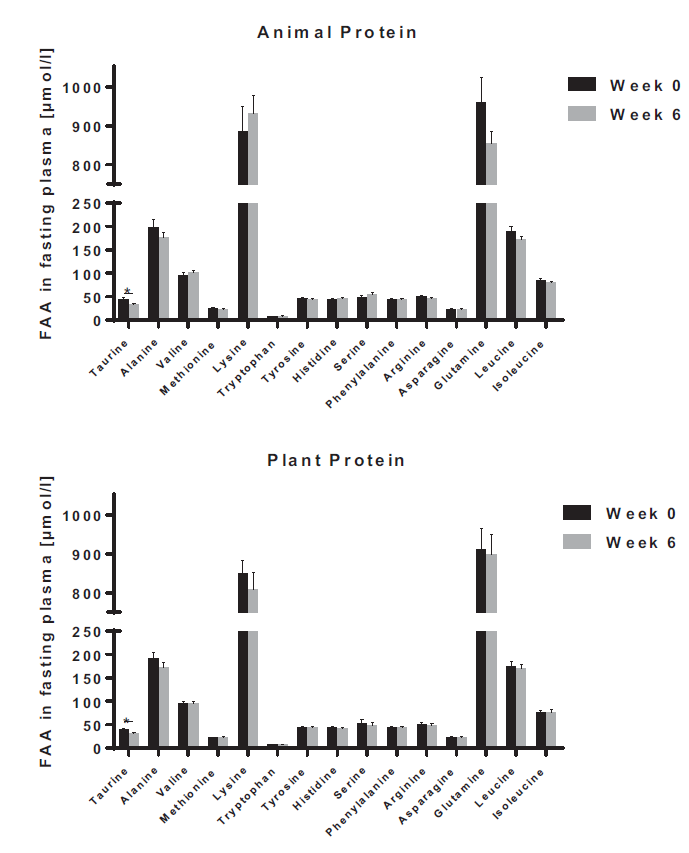 Animal Protein
FAA in fasting plasma [µmol/l]
1000
900
800
250
200
150
100
50
0
Week 0
Week 6
*
Taurine
Alanine
Valine
Methionine
Lysine
Tryptophan
Tyrosine
Histidine
Serine
Phenylalanine
Arginine
Asparagine
Glutamine
Leucine
Isoleucine
Plant Protein
FAA in fasting plasma [µmol/l]
1000
900
800
250
200
150
100
50
0
Week 0
Week 6
*
Taurine
Alanine
Valine
Methionine
Lysine
Tryptophan
Tyrosine
Histidine
Serine
Phenylalanine
Arginine
Asparagine
Glutamine
Leucine
Isoleucine